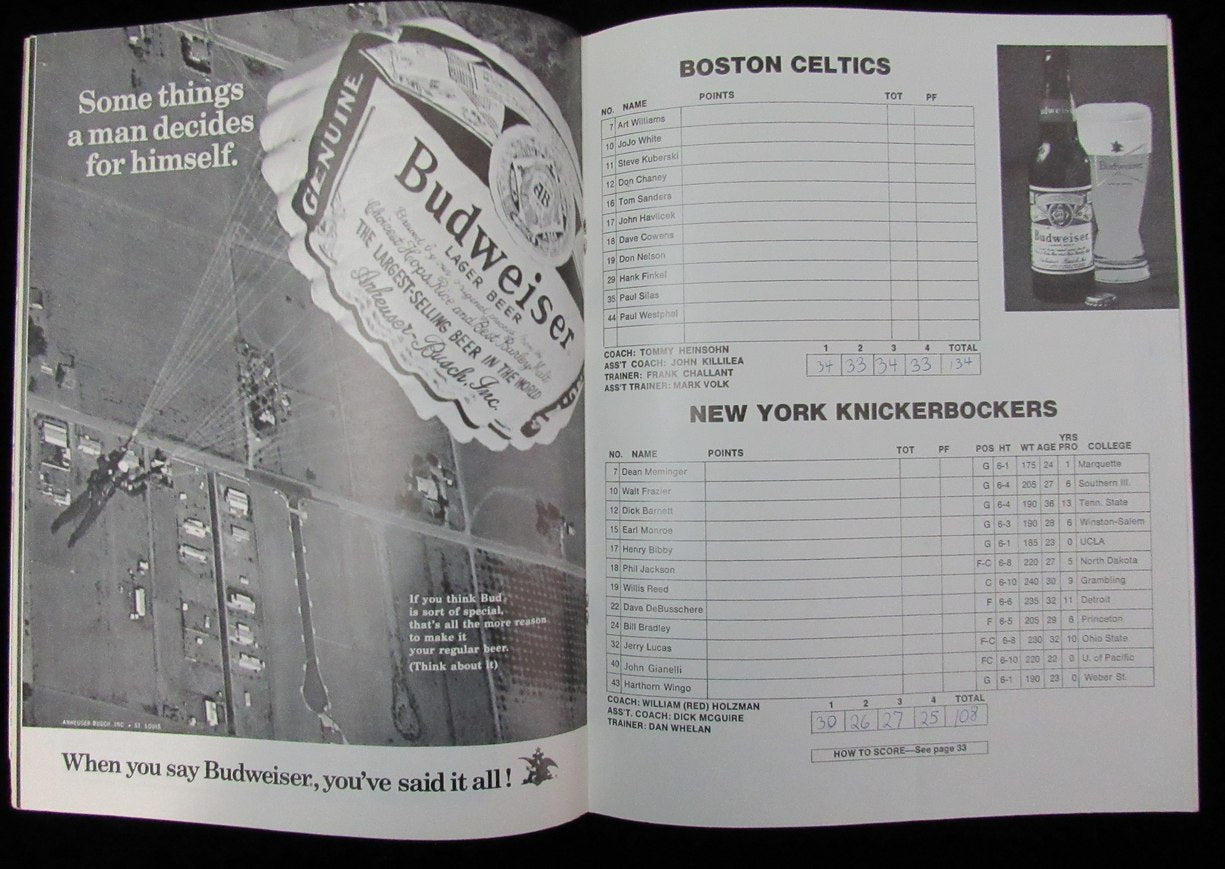 Some things
a man decides
for himself.
GENUINE
Budweiser
LAGER BEER
Choicest Hops, Rice and Best Barley Malt
THE LARGEST-SELLING BEER IN THE WORLD
Anheuser-Busch, Inc.
If you think Bud
is sort of special,
that's all the more reason
to make it
your regular beer.
(Think about it)
ANHEUSER-BUSCH, INC. • ST. LOUIS
When you say Budweiser, you've said it all!
BOSTON CELTICS
NO. NAME POINTS TOT PF
7 Art Williams
10 JoJo White
11 Steve Kuberski
12 Don Chaney
16 Tom Sanders
17 John Havlicek
18 Dave Cowens
19 Don Nelson
29 Hank Finkel
35 Paul Silas
44 Paul Westphal
COACH: TOMMY HEINSOHN
ASS'T COACH: JOHN KILLILEA
TRAINER: FRANK CHALLANT
ASS'T TRAINER: MARK VOLK
1 2 3 4 TOTAL
34 33 34 33 134
Budweiser
Budweiser
NEW YORK KNICKERBOCKERS
NO. NAME POINTS TOT PF POS HT WT AGE YRS PRO COLLEGE
7 Dean Meminger G 6-1 175 24 1 Marquette
10 Walt Frazier G 6-4 205 27 6 Southern Ill.
12 Dick Barnett G 6-4 190 36 13 Tenn. State
15 Earl Monroe G 6-3 190 28 6 Winston-Salem
17 Henry Bibby G 6-1 185 23 0 UCLA
18 Phil Jackson F-C 6-8 220 27 5 North Dakota
19 Willis Reed C 6-10 240 30 9 Grambling
22 Dave DeBusschere F 6-6 235 32 11 Detroit
24 Bill Bradley F 6-5 205 29 6 Princeton
32 Jerry Lucas F-C 6-8 230 32 10 Ohio State
40 John Gianelli FC 6-10 220 22 0 U. of Pacific
43 Harthorn Wingo G 6-1 190 23 0 Weber St.
COACH: WILLIAM (RED) HOLZMAN
ASS'T. COACH: DICK MCGUIRE
TRAINER: DAN WHELAN
1 2 3 4 TOTAL
30 26 27 25 108
HOW TO SCORE—See page 33